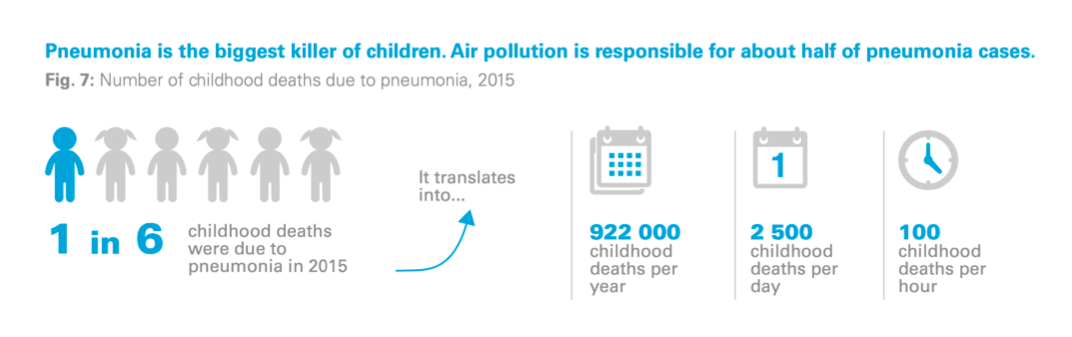 Pneumonia is the biggest killer of children. Air pollution is responsible for about half of pneumonia cases.
Fig. 7: Number of childhood deaths due to pneumonia, 2015
1 in 6
childhood deaths
were due to
pneumonia in 2015
It translates
into...
922 000
childhood
deaths per
year
1
2 500
childhood
deaths per
day
100
childhood
deaths per
hour